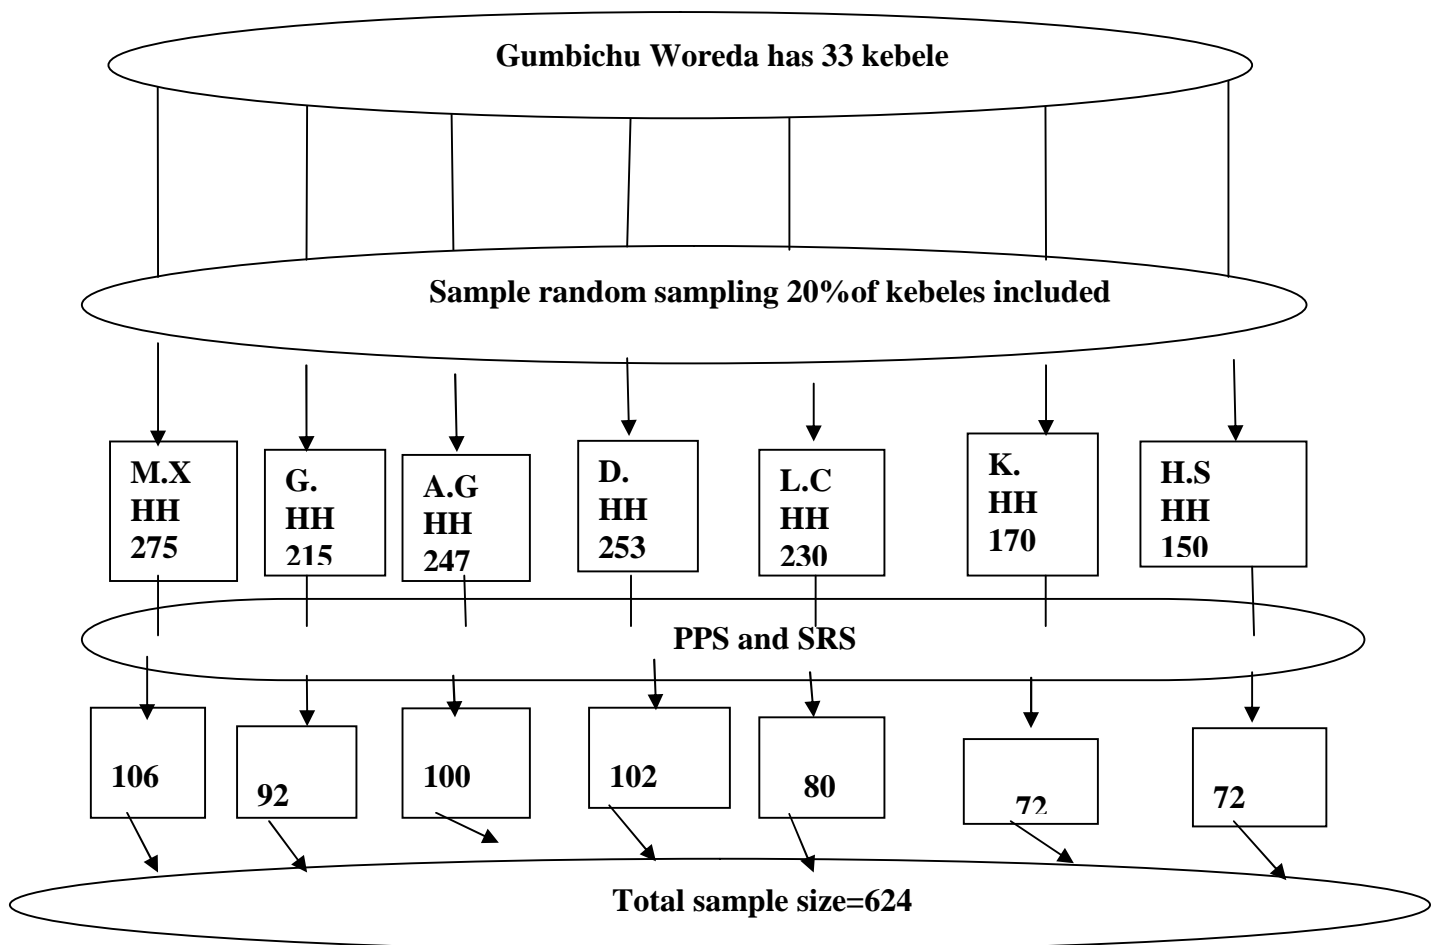 Gumbichu Woreda has 33 kebele
Sample random sampling 20%of kebeles included
M.X
HH
275
G.
HH
215
A.G
HH
247
D.
HH
253
L.C
HH
230
K.
HH
170
H.S
HH
150
PPS and SRS
106
92
100
102
80
72
72
Total sample size=624